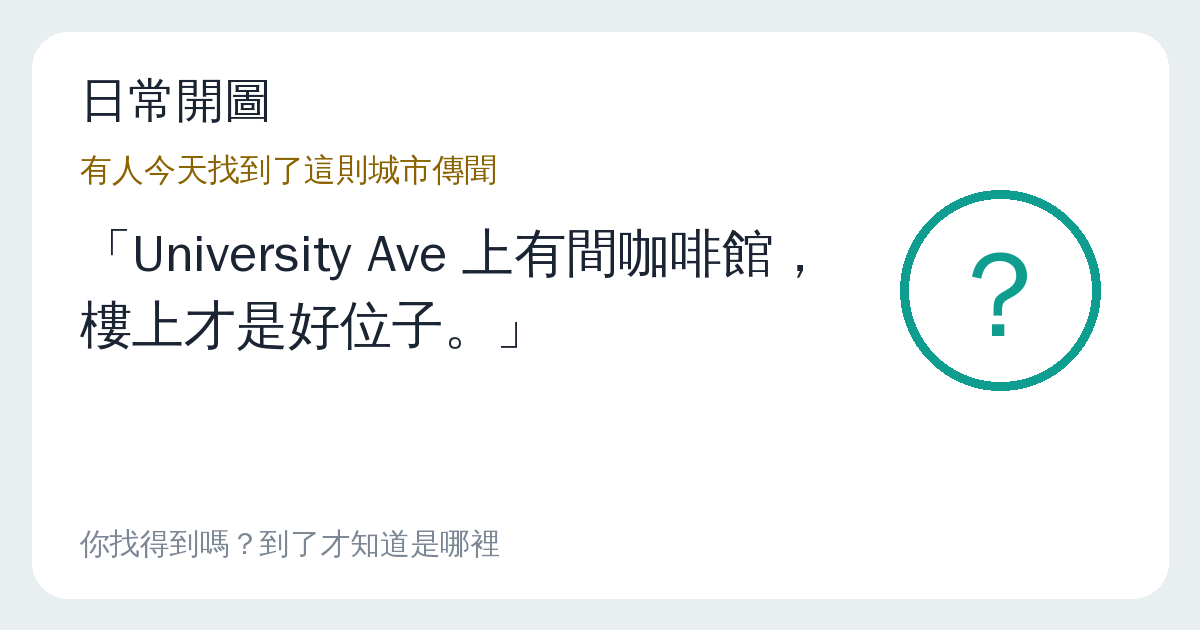 日常開圖
有人今天找到了這則城市傳聞
「University Ave 上有間咖啡館，
樓上才是好位子。」
?
你找得到嗎？到了才知道是哪裡